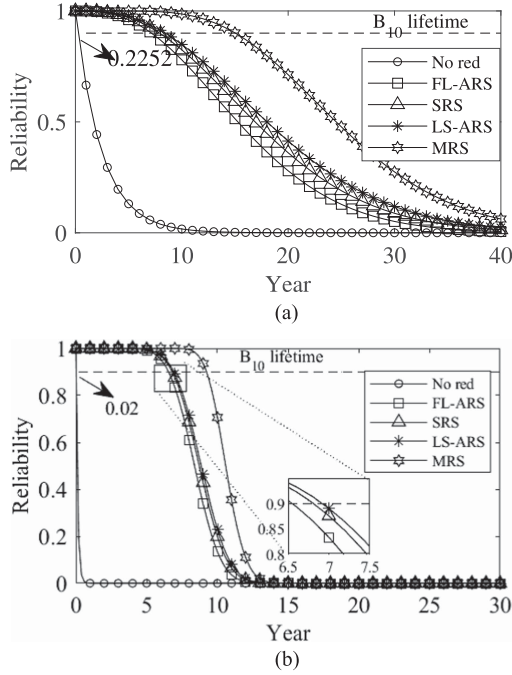 1
B10 lifetime
0.2252
No red
FL-ARS
SRS
LS-ARS
MRS
0.5
Reliability
0
0 10 20 30 40
Year
(a)
1
B10 lifetime
0.02
No red
FL-ARS
SRS
LS-ARS
MRS
0.8
0.6
0.4
0.2
0
Reliability
0.9
0.8
6.5 7 7.5
0 5 10 15 20 25 30
Year
(b)